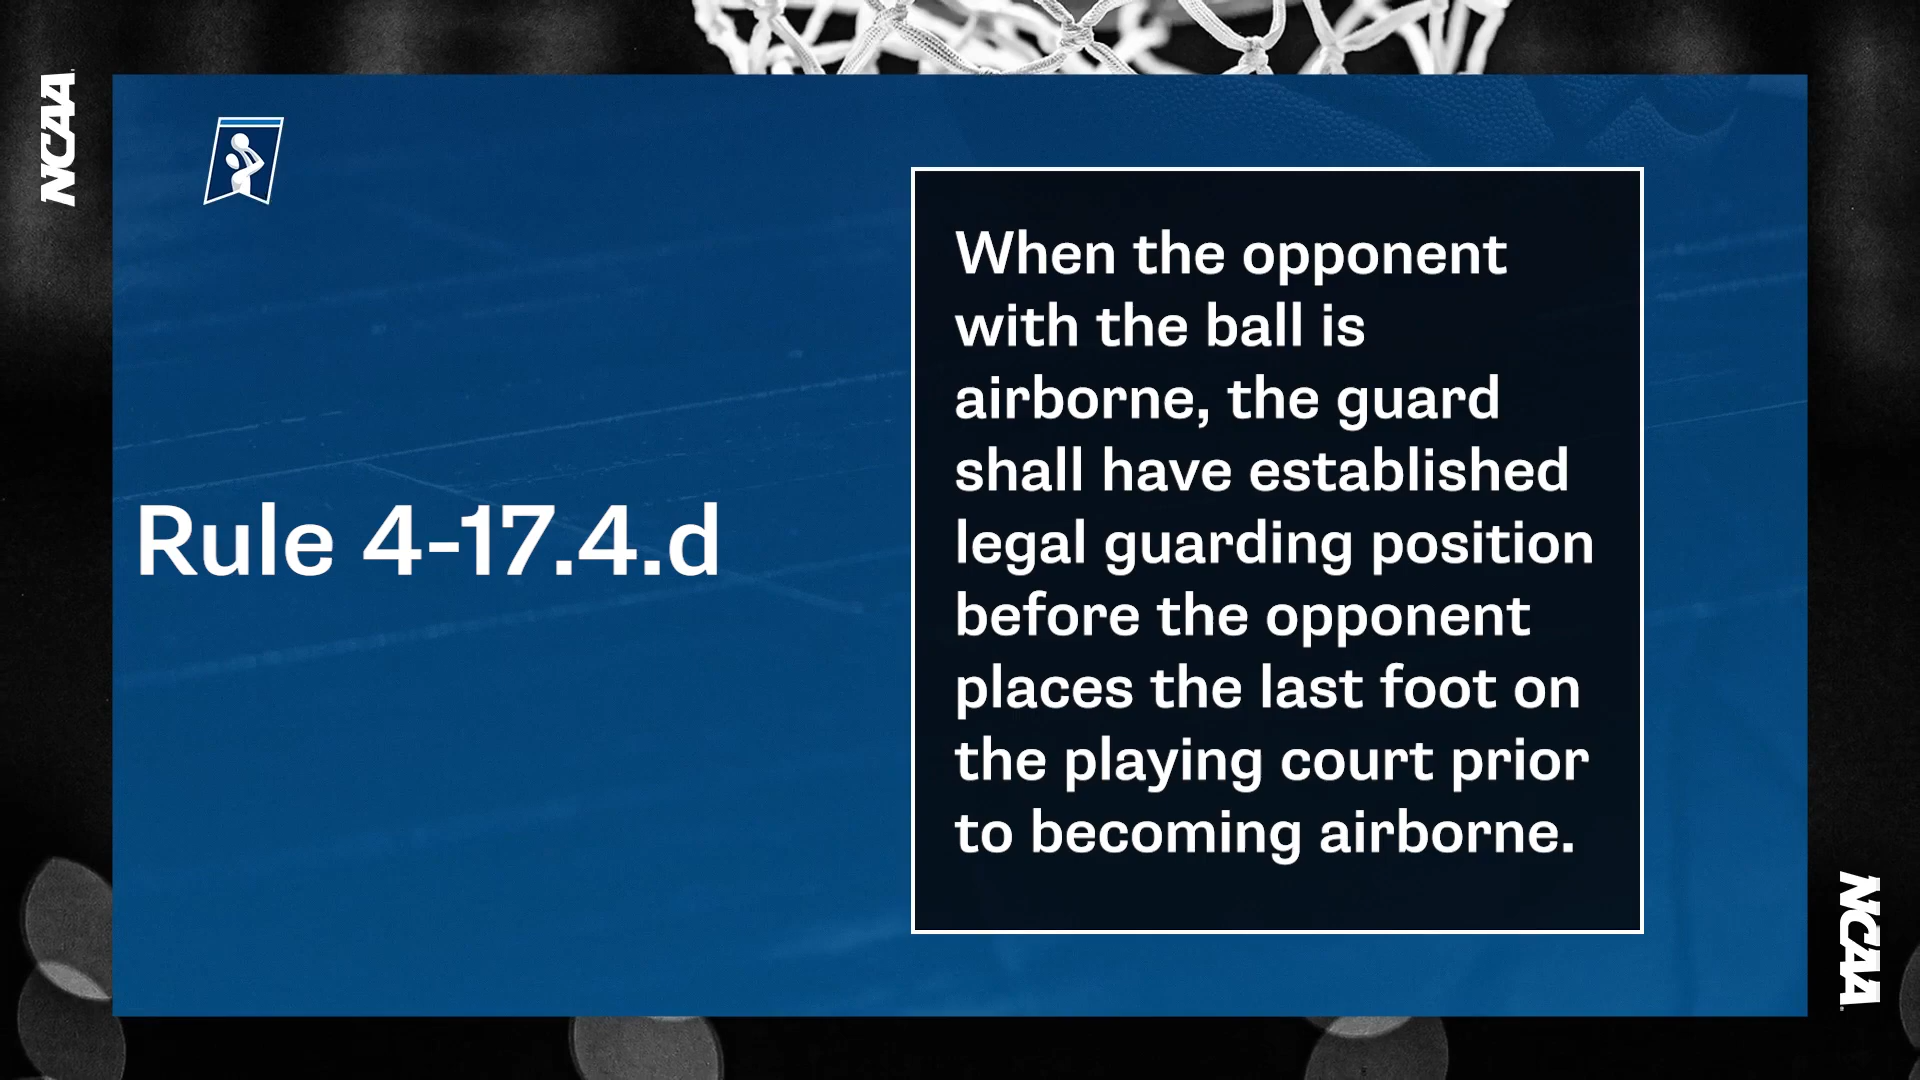 NCAA
Rule 4-17.4.d
When the opponent
with the ball is
airborne, the guard
shall have established
legal guarding position
before the opponent
places the last foot on
the playing court prior
to becoming airborne.
NCAA